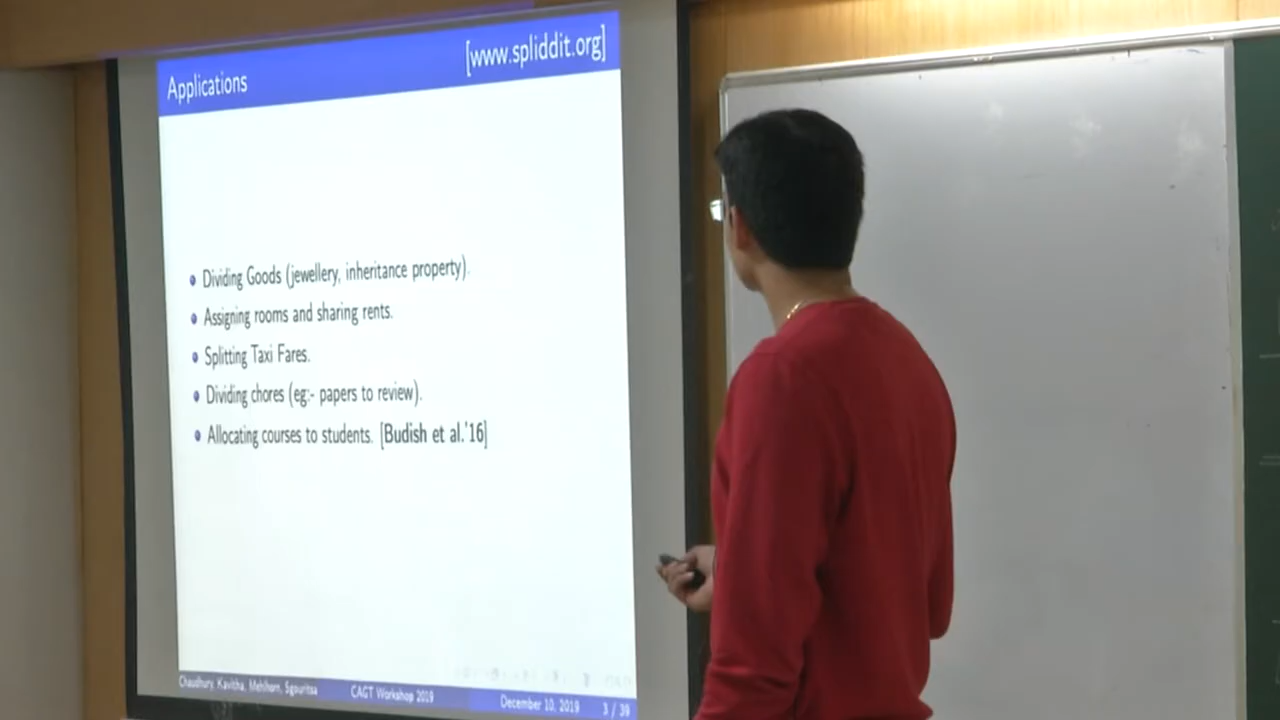 Applications
[www.spliddit.org]
Dividing Goods (jewellery, inheritance property).
Assigning rooms and sharing rents.
Splitting Taxi Fares.
Dividing chores (eg:- papers to review).
Allocating courses to students. [Budish et al.'16]
Chaudhury, Kavitha, Mehlhorn, Sgouritsa
CAGT Workshop 2019
December 10, 2019
3 / 39